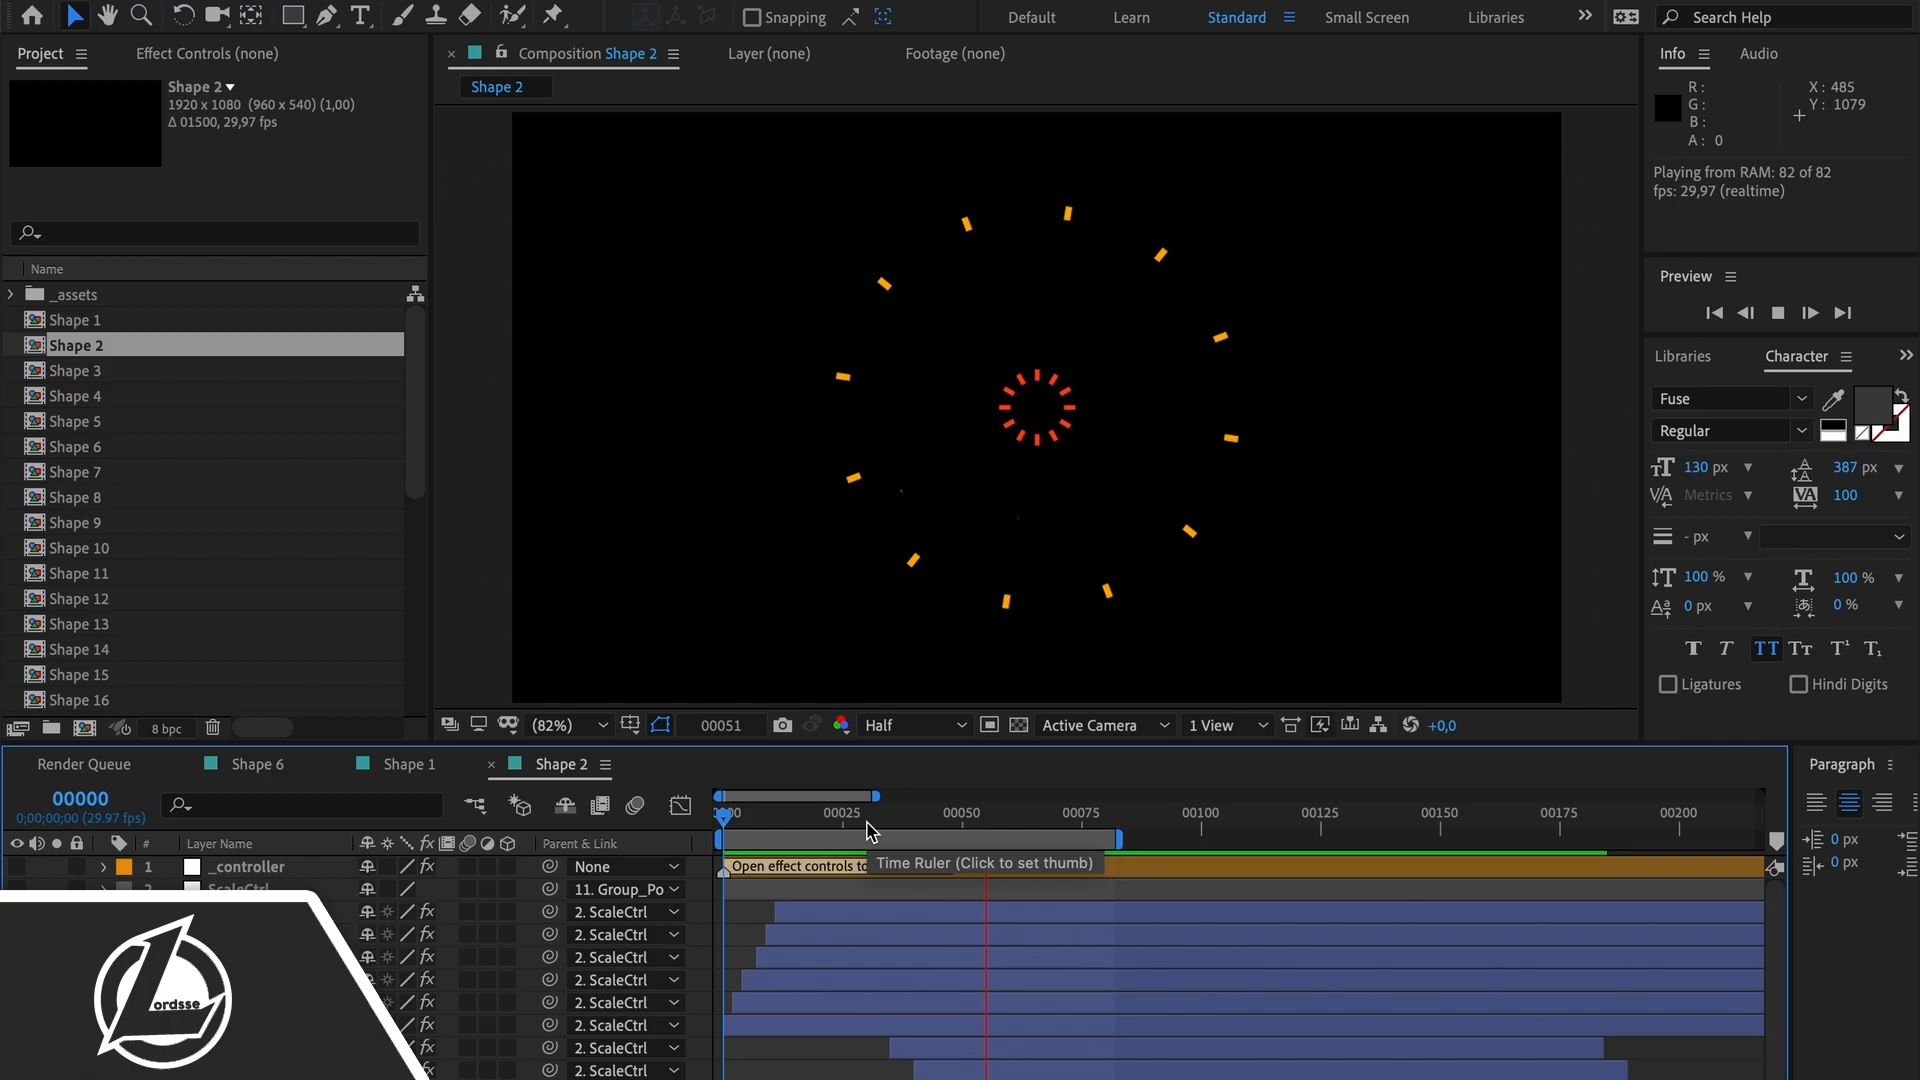 Snapping
Default
Learn
Standard
Small Screen
Libraries
Search Help
Project
Effect Controls (none)
Composition Shape 2
Layer (none)
Footage (none)
Info
Audio
Shape 2
Shape 2
1920 x 1080 (960 x 540) (1,00)
Δ 01500, 29,97 fps
R :
G :
B :
A : 0
X : 485
Y : 1079
Playing from RAM: 82 of 82
fps: 29,97 (realtime)
Name
_assets
Shape 1
Shape 2
Shape 3
Shape 4
Shape 5
Shape 6
Shape 7
Shape 8
Shape 9
Shape 10
Shape 11
Shape 12
Shape 13
Shape 14
Shape 15
Shape 16
8 bpc
Preview
Libraries
Character
Fuse
Regular
130 px
387 px
Metrics
100
- px
100 %
100 %
0 px
0 %
Ligatures
Hindi Digits
(82%)
00051
Half
Active Camera
1 View
+0,0
Render Queue
Shape 6
Shape 1
Shape 2
Paragraph
00000
0;00;00;00 (29.97 fps)
00025
00050
00075
00100
00125
00150
00175
00200
0 px
0 px
# Layer Name
Parent & Link
1 _controller
None
Open effect controls to
Time Ruler (Click to set thumb)
2 ScaleCtrl
11. Group_Po
2. ScaleCtrl
2. ScaleCtrl
2. ScaleCtrl
2. ScaleCtrl
2. ScaleCtrl
2. ScaleCtrl
2. ScaleCtrl
2. ScaleCtrl
Lordsse